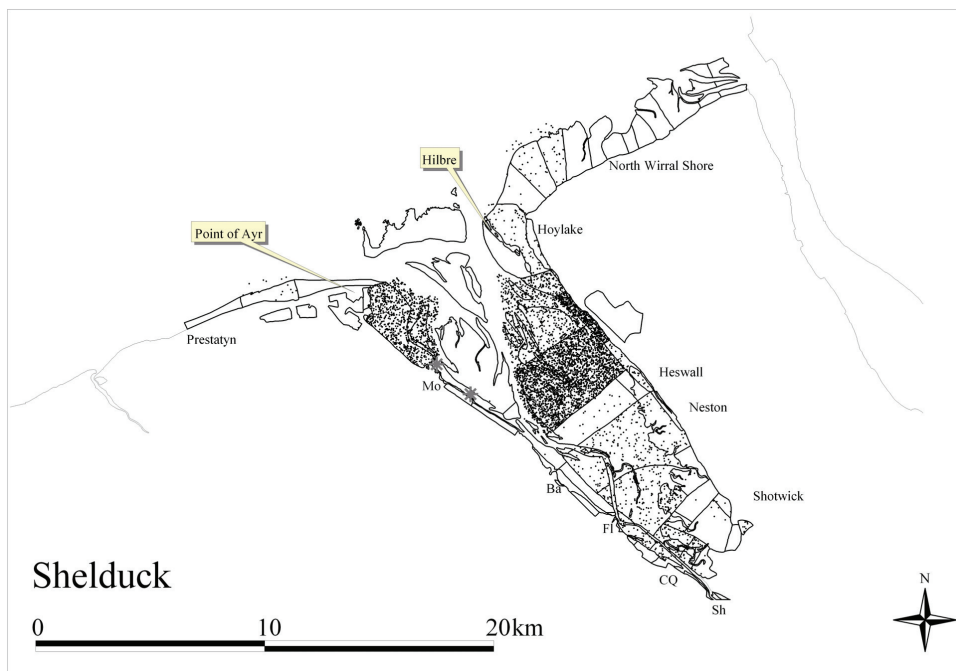 Hilbre
North Wirral Shore
Point of Ayr
Hoylake
Prestatyn
Heswall
Mo
Neston
Ba
Shotwick
Fl
CQ
Sh
Shelduck
N
0 10 20km